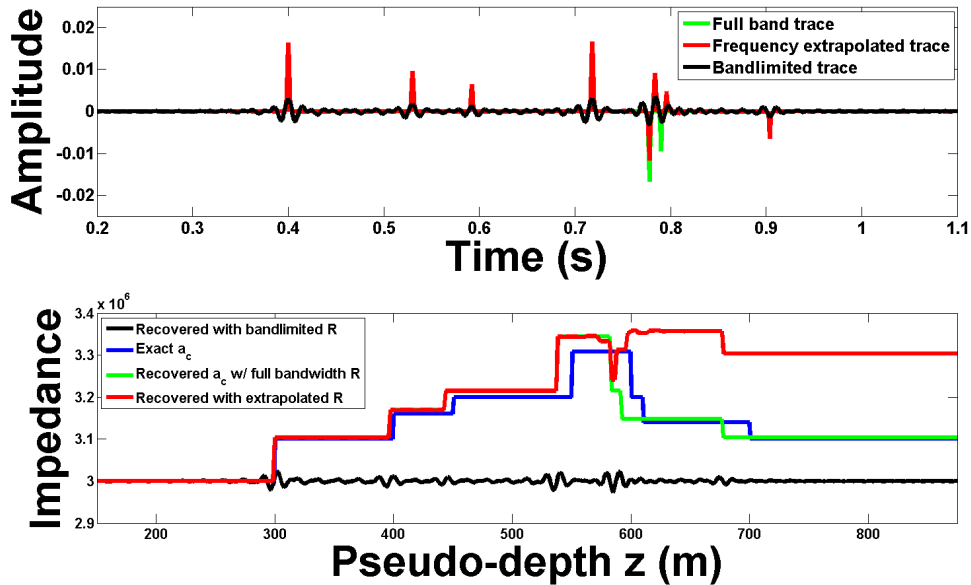 0.02
0.01
0
-0.01
-0.02
Amplitude
Full band trace
Frequency extrapolated trace
Bandlimited trace
0.2 0.3 0.4 0.5 0.6 0.7 0.8 0.9 1 1.1
Time (s)
x 10⁶
3.4
3.3
3.2
3.1
3
2.9
Impedance
Recovered with bandlimited R
Exact a_c
Recovered a_c w/ full bandwidth R
Recovered with extrapolated R
200 300 400 500 600 700 800
Pseudo-depth z (m)